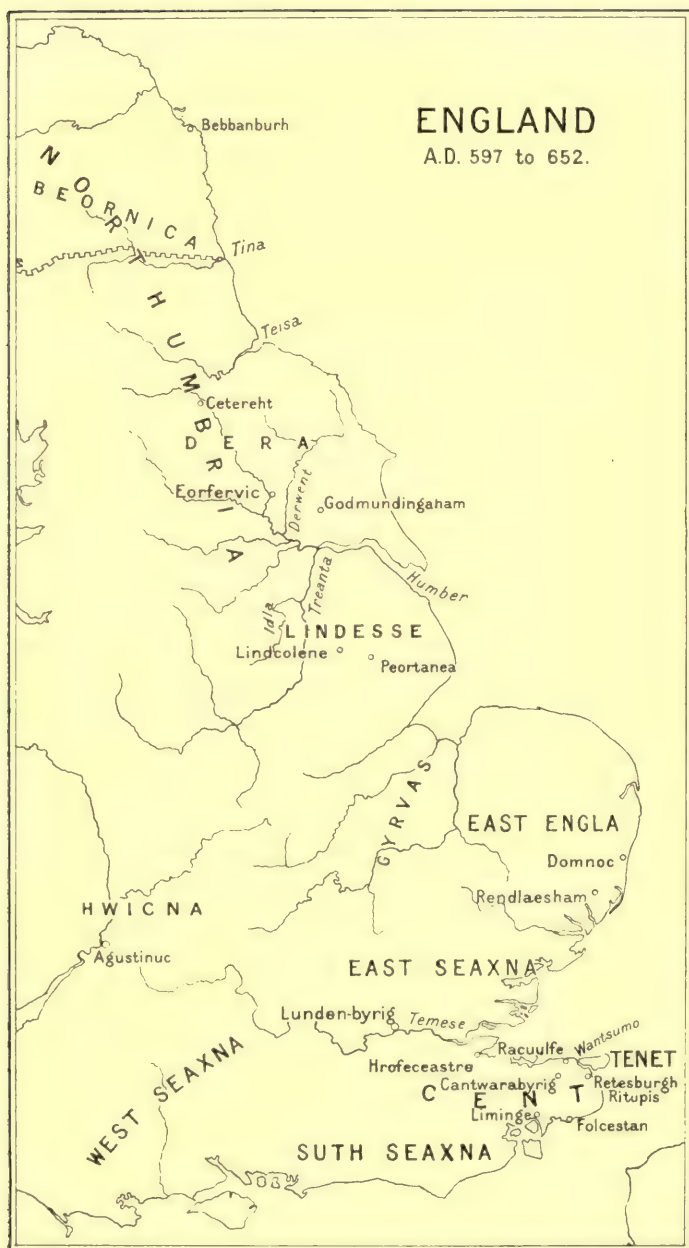 ENGLAND
A.D. 597 to 652.
Bebbanburh
NORTHUMBRIA
BEORNICA
Tina
Teisa
Cetereht
DERA
Eorfervic
Derwent
Godmundingaham
Humber
Treanta
Idla
LINDESSE
Lindcolene
Peortanea
GYRVAS
EAST ENGLA
Domnoc
Rendlaesham
HWICNA
Agustinuc
EAST SEAXNA
Lunden-byrig
Temese
Racuulfe
Wantsumo
TENET
Hrofeceastre
Cantwarabyrig
Retesburgh
Ritupis
CENT
Liminge
Folcestan
WEST SEAXNA
SUTH SEAXNA